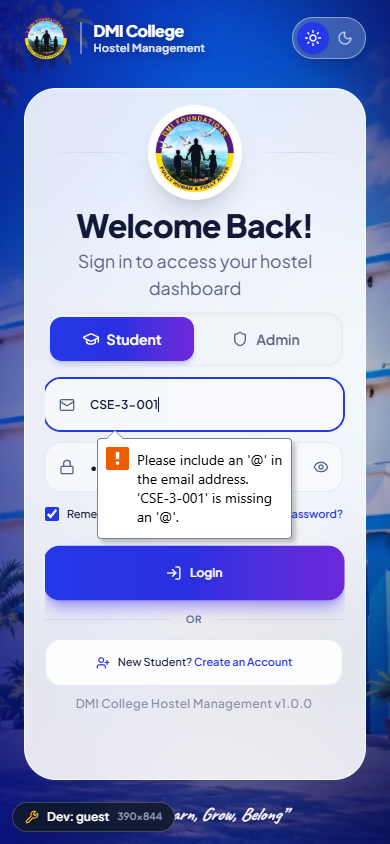 DMI College
Hostel Management
DMI FOUNDATIONS
FULLY HUMAN & FULLY ALIVE
Welcome Back!
Sign in to access your hostel
dashboard
Student
Admin
CSE-3-001
Please include an '@' in
the email address.
'CSE-3-001' is missing
an '@'.
Reme
assword?
Login
OR
New Student? Create an Account
DMI College Hostel Management v1.0.0
arn, Grow, Belong”
Dev: guest 390×844